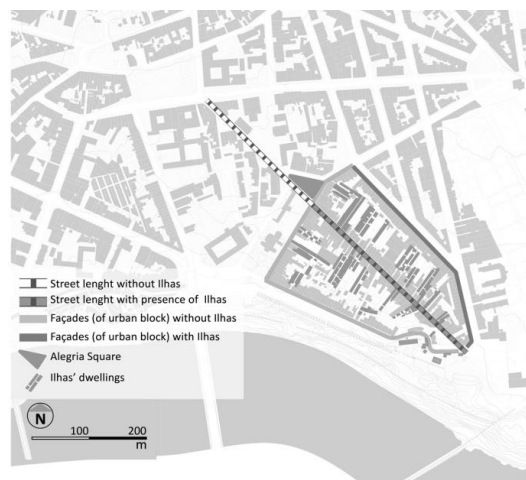 Street lenght without Ilhas
Street lenght with presence of Ilhas
Façades (of urban block) without Ilhas
Façades (of urban block) with Ilhas
Alegria Square
Ilhas' dwellings
N
100 200
m